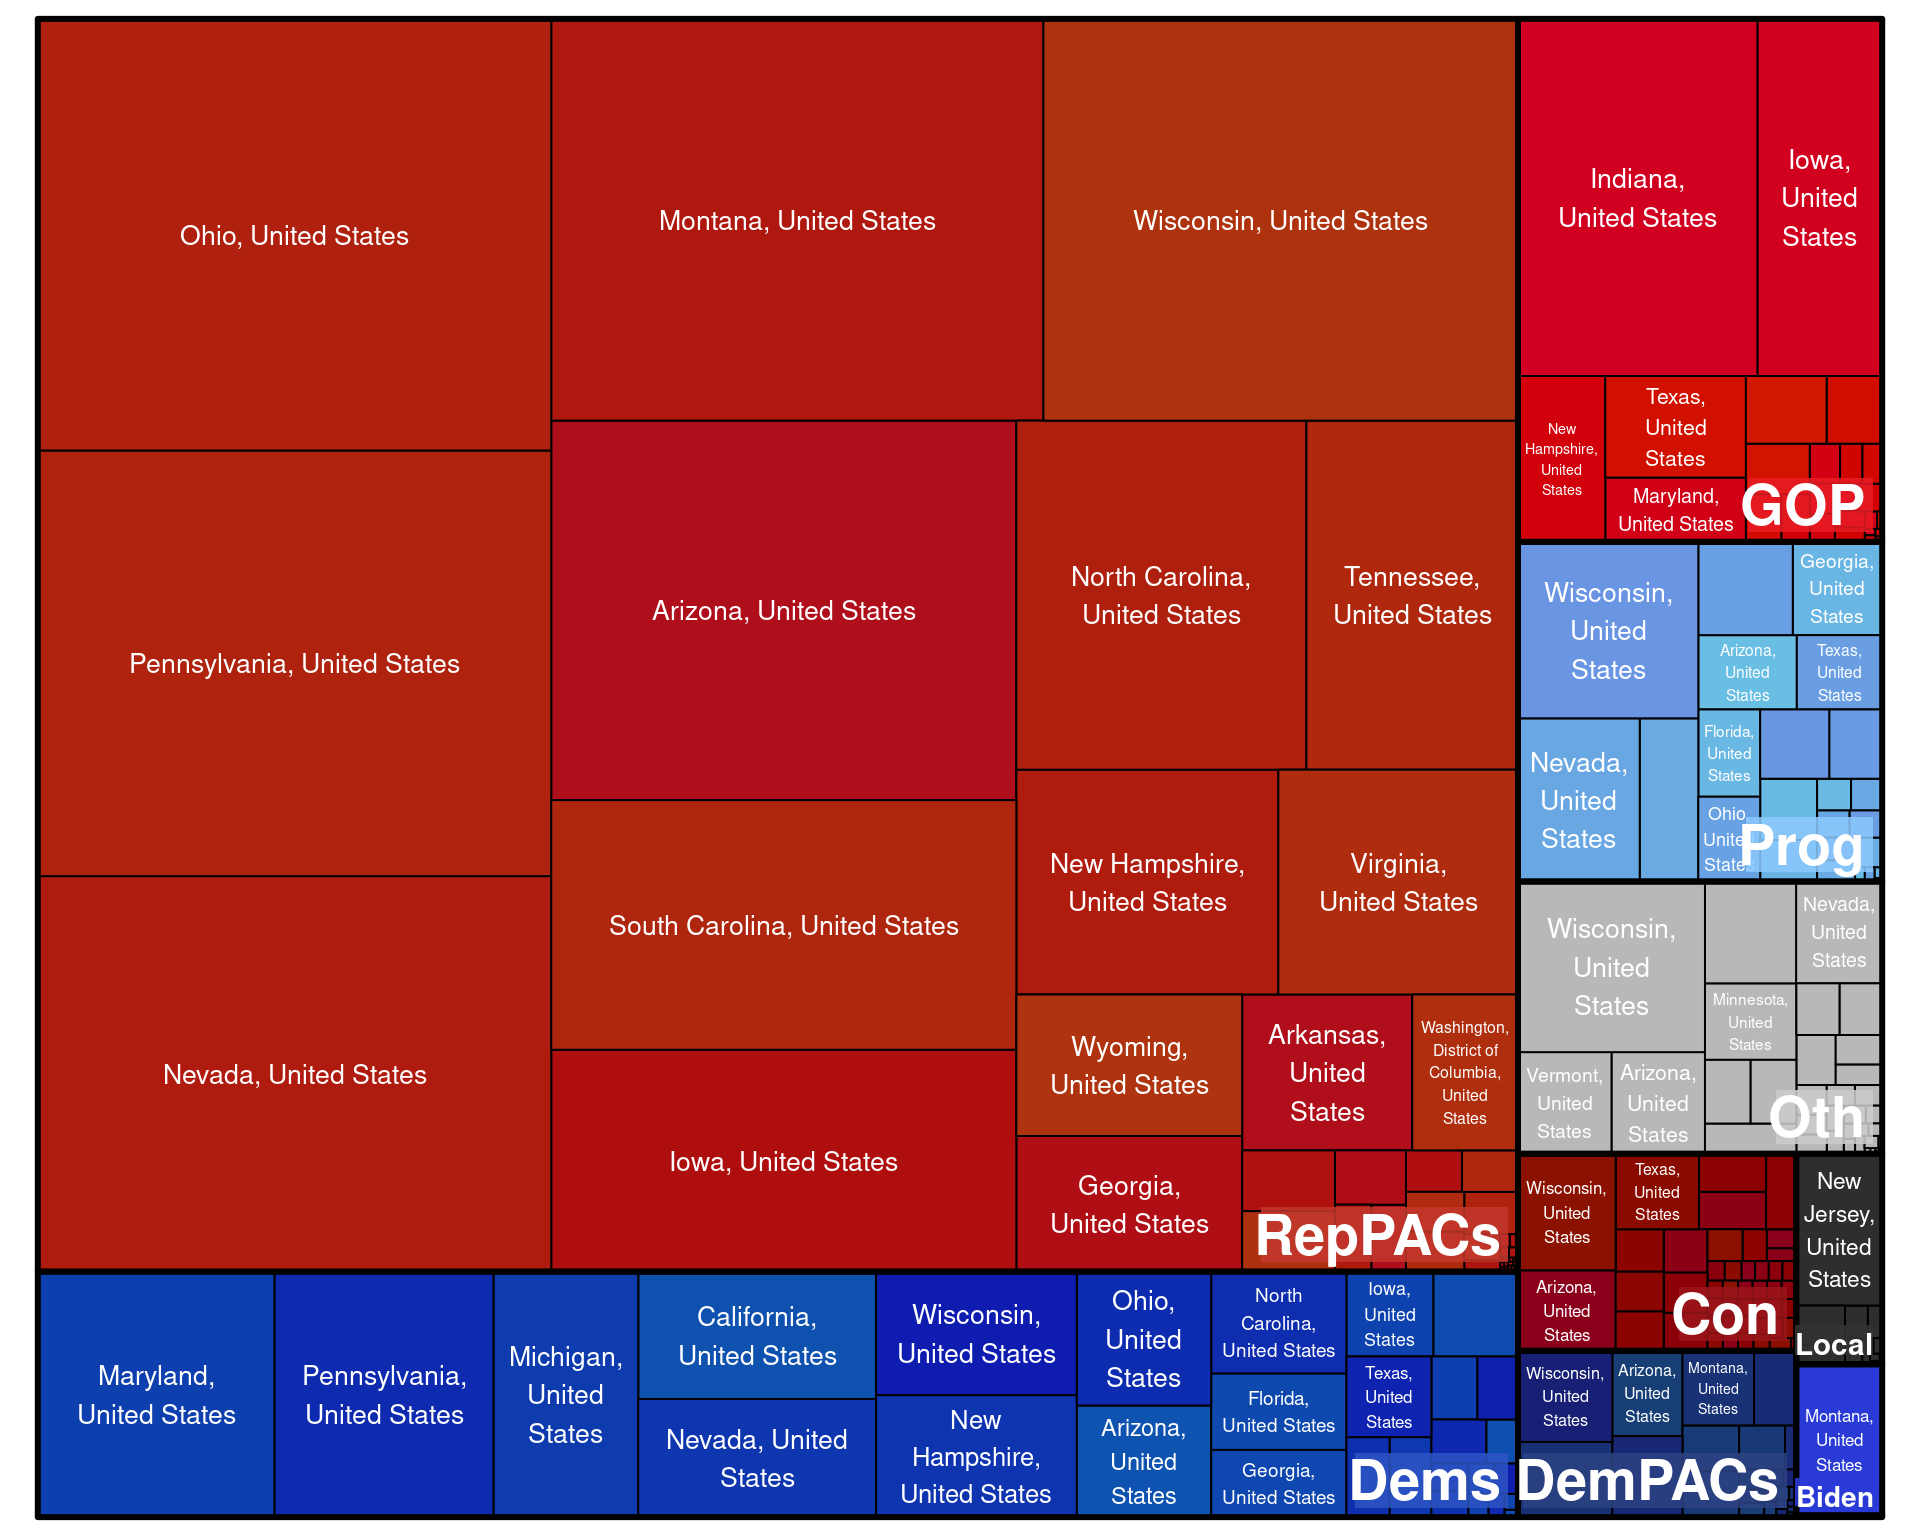 Ohio, United States
Pennsylvania, United States
Nevada, United States
Montana, United States
Wisconsin, United States
Arizona, United States
South Carolina, United States
Iowa, United States
North Carolina,
United States
Tennessee,
United States
New Hampshire,
United States
Virginia,
United States
Wyoming,
United States
Georgia,
United States
Arkansas,
United
States
Washington,
District of
Columbia,
United
States
RepPACs
Maryland,
United States
Pennsylvania,
United States
Michigan,
United
States
California,
United States
Nevada, United
States
Wisconsin,
United States
New
Hampshire,
United States
Ohio,
United
States
Arizona,
United
States
North
Carolina,
United States
Florida,
United States
Georgia,
United States
Iowa,
United
States
Texas,
United
States
Dems
Indiana,
United States
Iowa,
United
States
New
Hampshire,
United
States
Texas,
United
States
Maryland,
United States
GOP
Wisconsin,
United
States
Nevada,
United
States
Georgia,
United
States
Arizona,
United
States
Texas,
United
States
Florida,
United
States
Ohio,
United
States
Prog
Wisconsin,
United
States
Vermont,
United
States
Arizona,
United
States
Nevada,
United
States
Minnesota,
United
States
Oth
Wisconsin,
United
States
Arizona,
United
States
Texas,
United
States
Con
New
Jersey,
United
States
Local
Wisconsin,
United
States
Arizona,
United
States
Montana,
United
States
DemPACs
Montana,
United
States
Biden